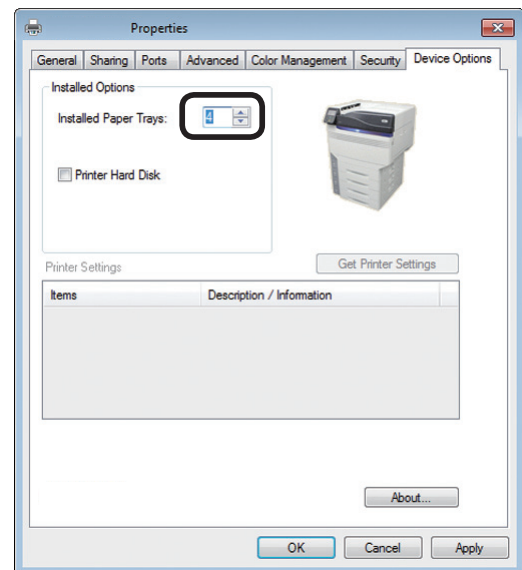 Properties
General Sharing Ports Advanced Color Management Security Device Options
Installed Options
Installed Paper Trays: 4
Printer Hard Disk
Printer Settings
Get Printer Settings
Items Description / Information
About...
OK Cancel Apply